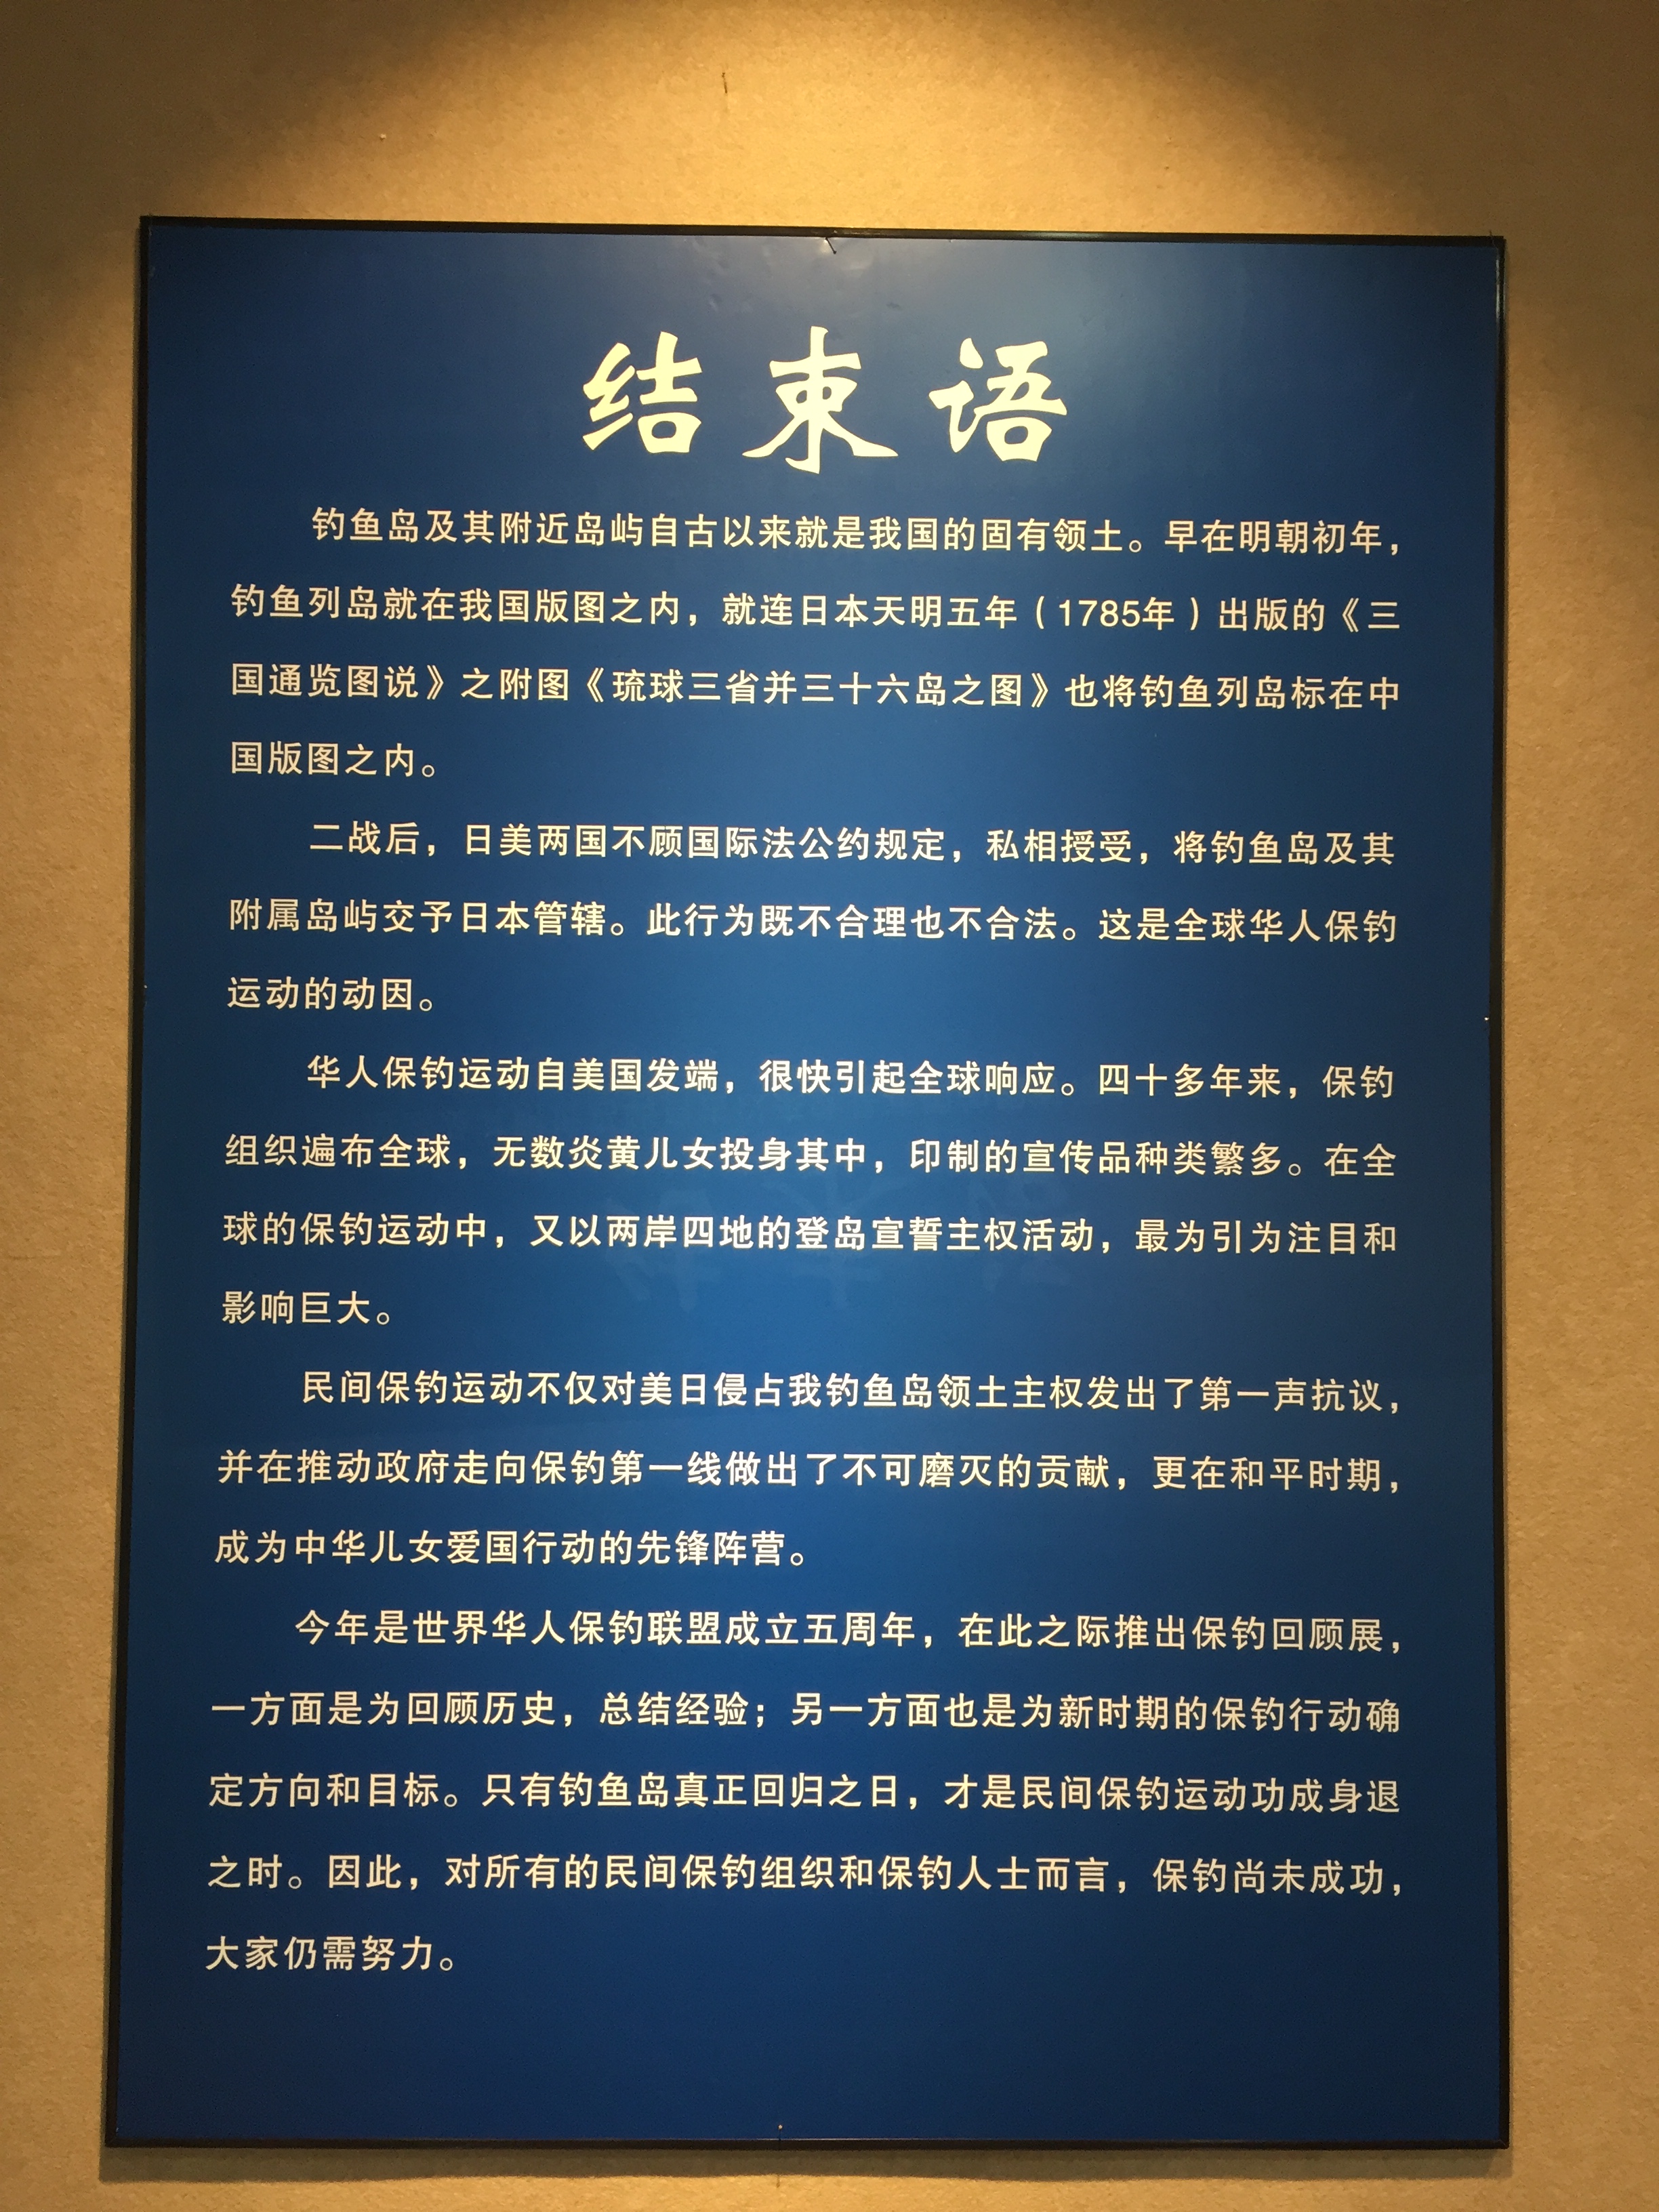 结束语
钓鱼岛及其附近岛屿自古以来就是我国的固有领土。早在明朝初年，
钓鱼列岛就在我国版图之内，就连日本天明五年（1785年）出版的《三
国通览图说》之附图《琉球三省并三十六岛之图》也将钓鱼列岛标在中
国版图之内。
二战后，日美两国不顾国际法公约规定，私相授受，将钓鱼岛及其
附属岛屿交予日本管辖。此行为既不合理也不合法。这是全球华人保钓
运动的动因。
华人保钓运动自美国发端，很快引起全球响应。四十多年来，保钓
组织遍布全球，无数炎黄儿女投身其中，印制的宣传品种类繁多。在全
球的保钓运动中，又以两岸四地的登岛宣誓主权活动，最为引为注目和
影响巨大。
民间保钓运动不仅对美日侵占我钓鱼岛领土主权发出了第一声抗议，
并在推动政府走向保钓第一线做出了不可磨灭的贡献，更在和平时期，
成为中华儿女爱国行动的先锋阵营。
今年是世界华人保钓联盟成立五周年，在此之际推出保钓回顾展，
一方面是为回顾历史，总结经验；另一方面也是为新时期的保钓行动确
定方向和目标。只有钓鱼岛真正回归之日，才是民间保钓运动功成身退
之时。因此，对所有的民间保钓组织和保钓人士而言，保钓尚未成功，
大家仍需努力。